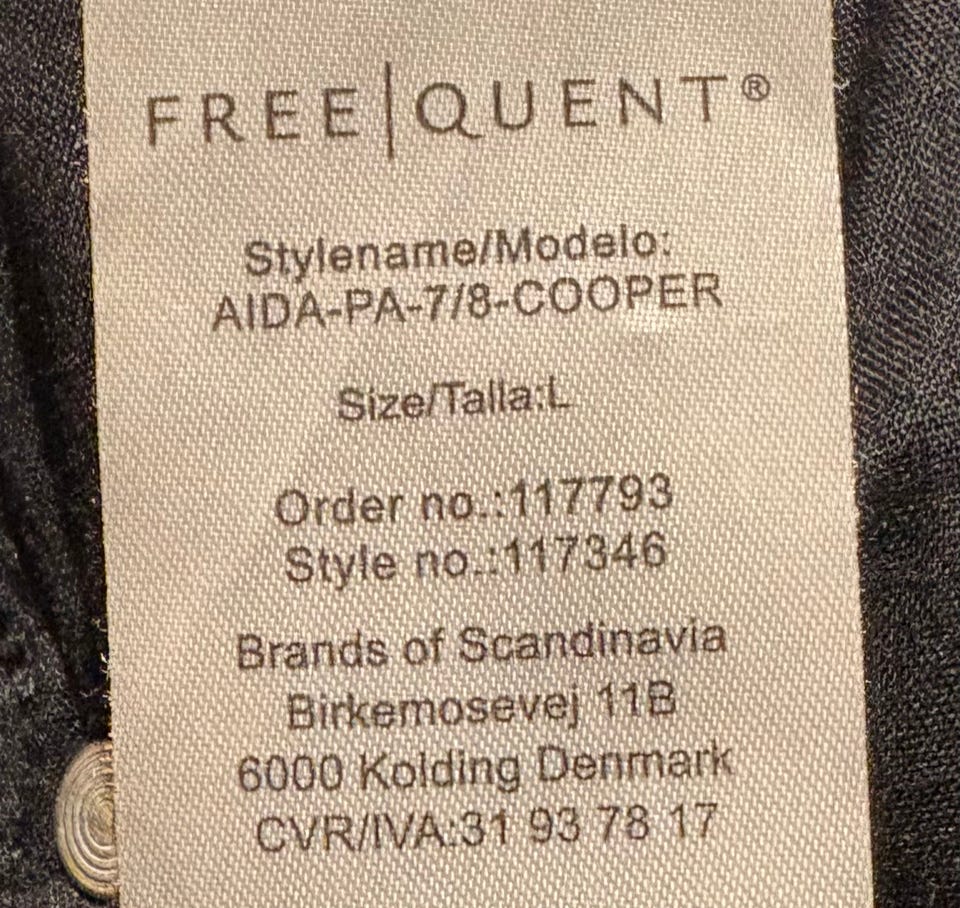 FREE|QUENT®
Stylename/Modelo:
AIDA-PA-7/8-COOPER
Size/Talla:L
Order no.:117793
Style no.:117346
Brands of Scandinavia
Birkemosevej 11B
6000 Kolding Denmark
CVR/IVA:31 93 78 17